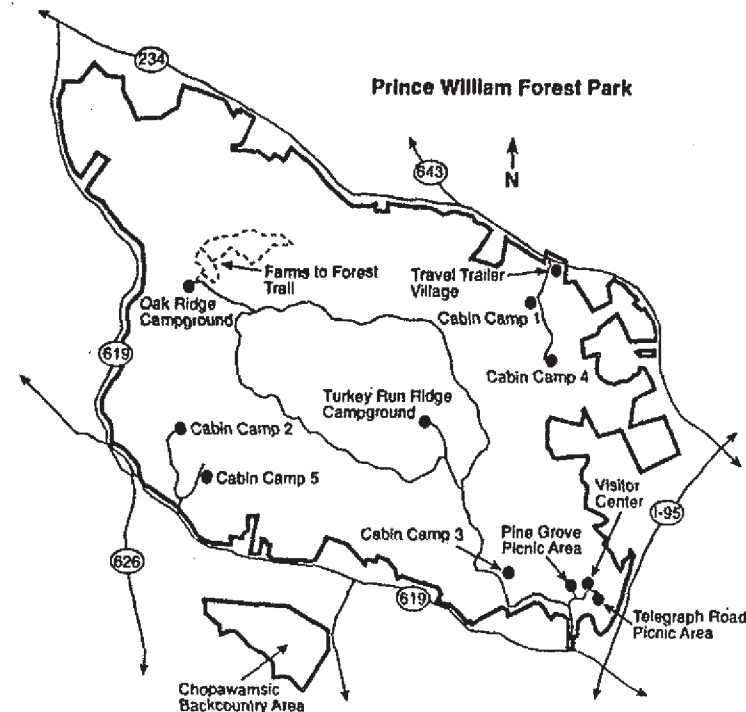 234
Prince William Forest Park
643
N
Farms to Forest
Trail
Travel Trailer
Village
Oak Ridge
Campground
Cabin Camp 1
619
Cabin Camp 4
Turkey Run Ridge
Campground
Cabin Camp 2
Cabin Camp 5
Visitor
Center
I-95
Pine Grove
Picnic Area
Cabin Camp 3
626
619
Telegraph Road
Picnic Area
Chopawamsic
Backcountry Area